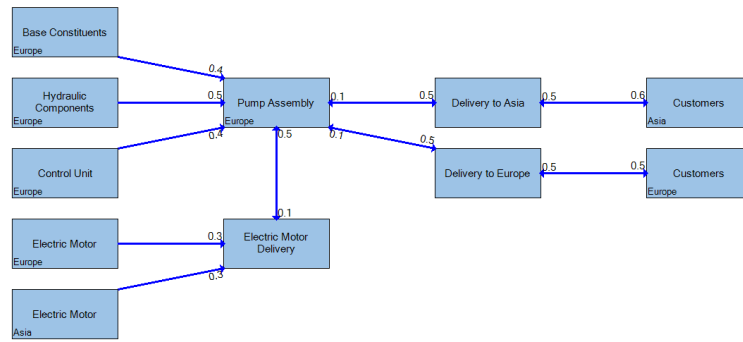 Base Constituents
Europe
0.4
Hydraulic
Components
Europe
0.5
Pump Assembly
Europe
0.1
0.5
Delivery to Asia
0.5
0.6
Customers
Asia
Control Unit
Europe
0.4
0.5
0.1
0.5
Delivery to Europe
0.5
0.5
Customers
Europe
Electric Motor
Europe
0.3
0.1
Electric Motor
Delivery
Electric Motor
Asia
0.3